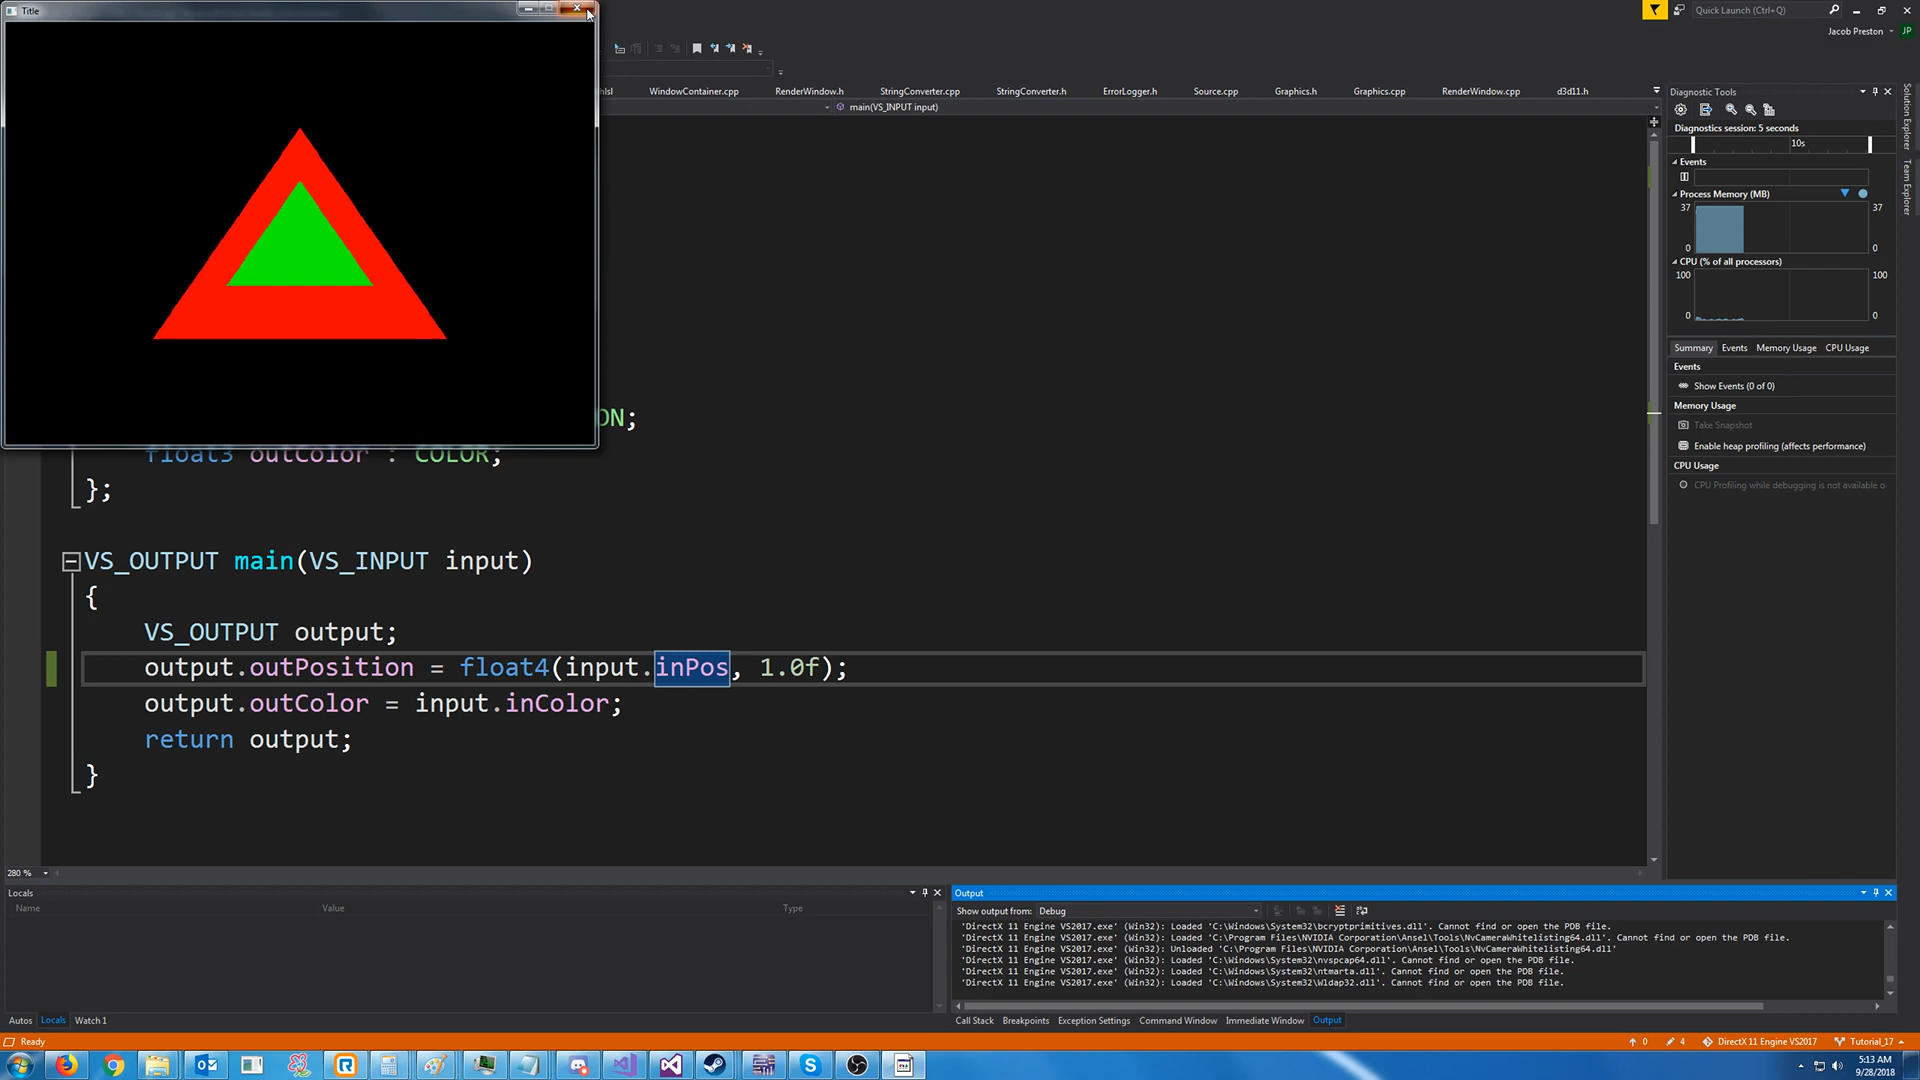 Title
Quick Launch (Ctrl+Q)
Jacob Preston
JP
WindowContainer.cpp
RenderWindow.h
StringConverter.cpp
StringConverter.h
ErrorLogger.h
Source.cpp
Graphics.h
Graphics.cpp
RenderWindow.cpp
d3d11.h
main(VS_INPUT input)
Diagnostic Tools
Diagnostics session: 5 seconds
10s
Events
Process Memory (MB)
37
37
0
0
CPU (% of all processors)
100
100
0
0
Summary
Events
Memory Usage
CPU Usage
Events
Show Events (0 of 0)
Memory Usage
Take Snapshot
Enable heap profiling (affects performance)
CPU Usage
CPU Profiling while debugging is not available o
Solution Explorer
Team Explorer
ON;
float3 outColor : COLOR;
};
VS_OUTPUT main(VS_INPUT input)
{
VS_OUTPUT output;
output.outPosition = float4(input.inPos, 1.0f);
output.outColor = input.inColor;
return output;
}
280 %
Locals
Name
Value
Type
Autos
Locals
Watch 1
Output
Show output from:
Debug
'DirectX 11 Engine VS2017.exe' (Win32): Loaded 'C:\Windows\System32\bcryptprimitives.dll'. Cannot find or open the PDB file.
'DirectX 11 Engine VS2017.exe' (Win32): Loaded 'C:\Program Files\NVIDIA Corporation\Ansel\Tools\NvCameraWhitelisting64.dll'. Cannot find or open the PDB file.
'DirectX 11 Engine VS2017.exe' (Win32): Unloaded 'C:\Program Files\NVIDIA Corporation\Ansel\Tools\NvCameraWhitelisting64.dll'
'DirectX 11 Engine VS2017.exe' (Win32): Loaded 'C:\Windows\System32\nvspcap64.dll'. Cannot find or open the PDB file.
'DirectX 11 Engine VS2017.exe' (Win32): Loaded 'C:\Windows\System32\ntmarta.dll'. Cannot find or open the PDB file.
'DirectX 11 Engine VS2017.exe' (Win32): Loaded 'C:\Windows\System32\Wldap32.dll'. Cannot find or open the PDB file.
Call Stack
Breakpoints
Exception Settings
Command Window
Immediate Window
Output
Ready
0
4
DirectX 11 Engine VS2017
Tutorial_17
5:13 AM
9/28/2018